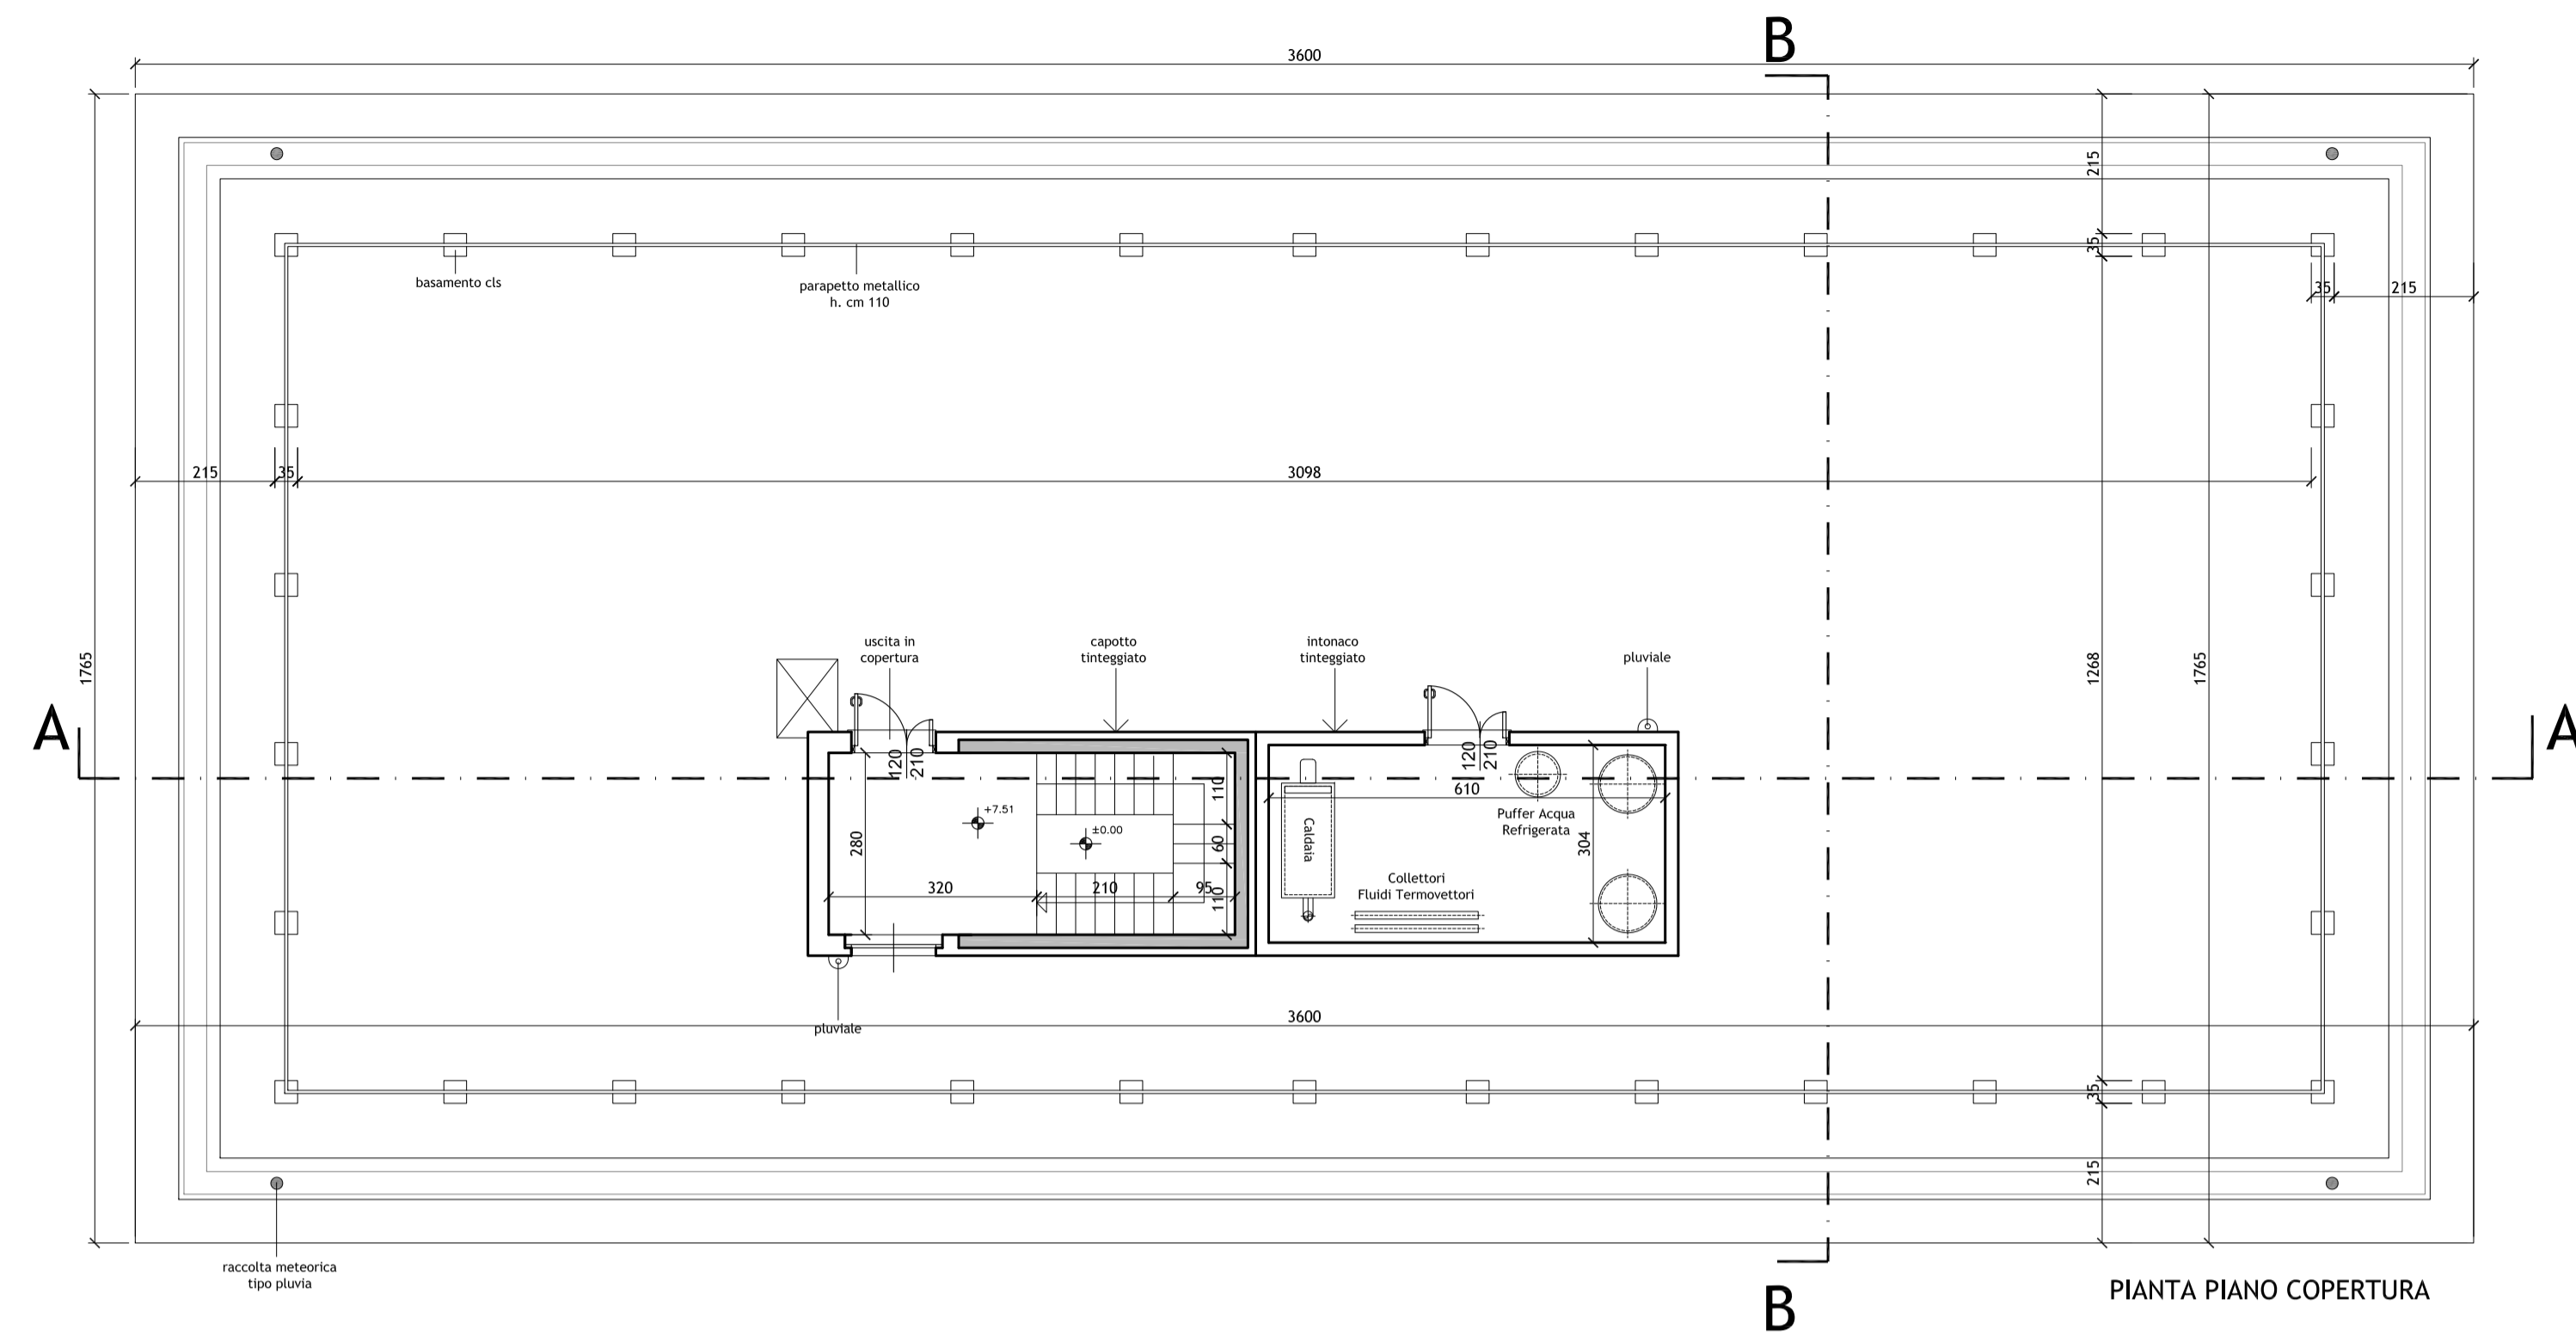 B
3600
215
35
basamento cls
parapetto metallico
h. cm 110
35
215
215
35
3098
1765
1268
1765
uscita in
copertura
capotto
tinteggiato
intonaco
tinteggiato
pluviale
A
A
120
210
120
210
110
610
+7.51
±0.00
Puffer Acqua
Refrigerata
280
60
Caldaia
304
320
210
95
110
Collettori
Fluidi Termovettori
3600
pluviale
35
215
raccolta meteorica
tipo pluvia
B
PIANTA PIANO COPERTURA